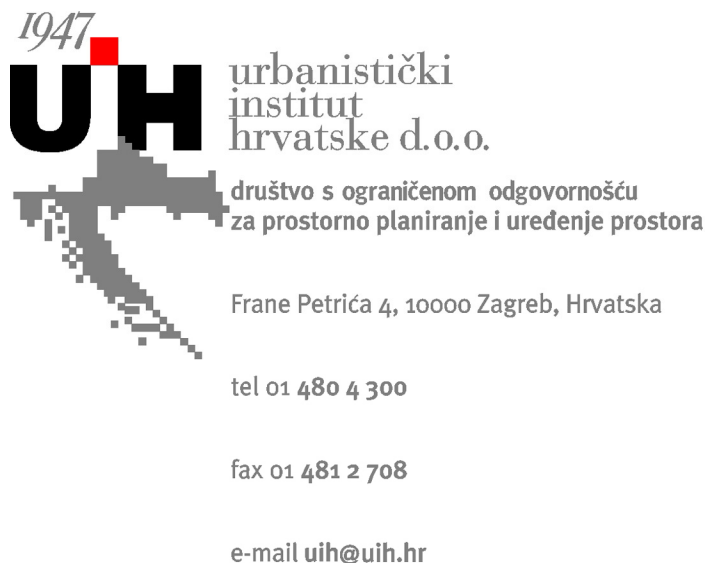 1947
UiH
urbanistički
institut
hrvatske d.o.o.
društvo s ograničenom odgovornošću
za prostorno planiranje i uređenje prostora
Frane Petrića 4, 10000 Zagreb, Hrvatska
tel 01 480 4 300
fax 01 481 2 708
e-mail uih@uih.hr